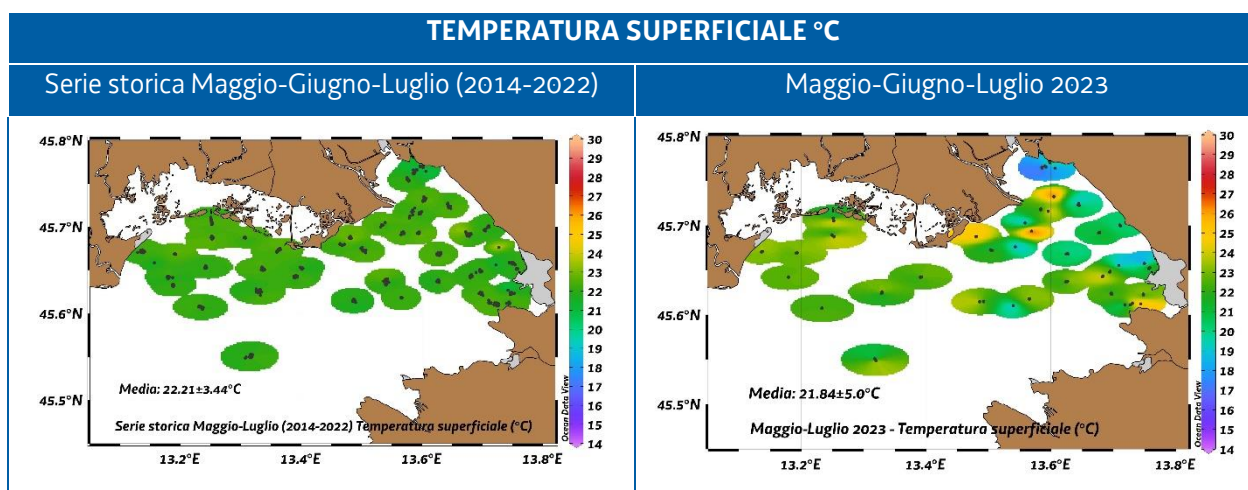 TEMPERATURA SUPERFICIALE °C
Serie storica Maggio-Giugno-Luglio (2014-2022)
Maggio-Giugno-Luglio 2023
45.8°N
45.7°N
45.6°N
45.5°N
13.2°E
13.4°E
13.6°E
13.8°E
30
29
28
27
26
25
24
23
22
21
20
19
18
17
16
15
14
Ocean Data View
Media: 22.21±3.44°C
Serie storica Maggio-Luglio (2014-2022) Temperatura superficiale (°C)
45.8°N
45.7°N
45.6°N
45.5°N
13.2°E
13.4°E
13.6°E
13.8°E
30
29
28
27
26
25
24
23
22
21
20
19
18
17
16
15
14
Ocean Data View
Media: 21.84±5.0°C
Maggio-Luglio 2023 - Temperatura superficiale (°C)